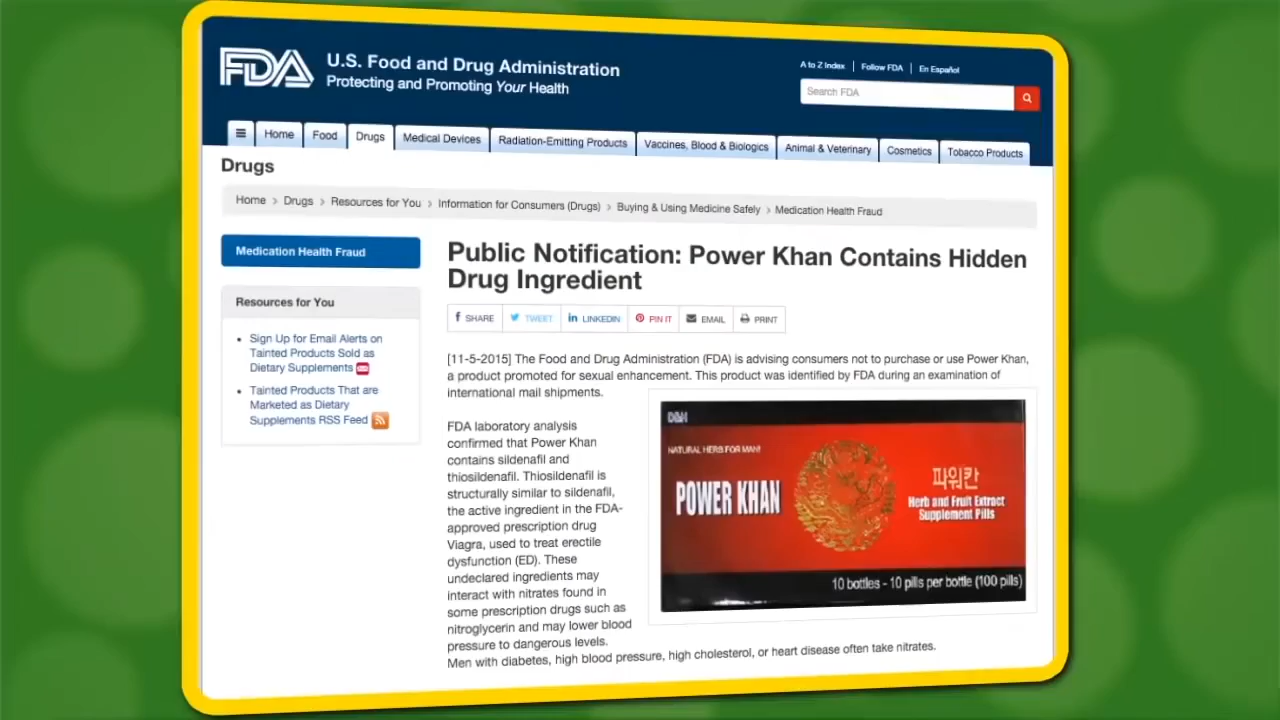 FDA
U.S. Food and Drug Administration
Protecting and Promoting Your Health
A to Z Index | Follow FDA | En Español
Search FDA
Home
Food
Drugs
Medical Devices
Radiation-Emitting Products
Vaccines, Blood & Biologics
Animal & Veterinary
Cosmetics
Tobacco Products
Drugs
Home > Drugs > Resources for You > Information for Consumers (Drugs) > Buying & Using Medicine Safely > Medication Health Fraud
Medication Health Fraud
Resources for You
• Sign Up for Email Alerts on
Tainted Products Sold as
Dietary Supplements
• Tainted Products That are
Marketed as Dietary
Supplements RSS Feed
Public Notification: Power Khan Contains Hidden
Drug Ingredient
SHARE
TWEET
LINKEDIN
PIN IT
EMAIL
PRINT
[11-5-2015] The Food and Drug Administration (FDA) is advising consumers not to purchase or use Power Khan,
a product promoted for sexual enhancement. This product was identified by FDA during an examination of
international mail shipments.
FDA laboratory analysis
confirmed that Power Khan
contains sildenafil and
thiosildenafil. Thiosildenafil is
structurally similar to sildenafil,
the active ingredient in the FDA-
approved prescription drug
Viagra, used to treat erectile
dysfunction (ED). These
undeclared ingredients may
interact with nitrates found in
some prescription drugs such as
nitroglycerin and may lower blood
pressure to dangerous levels.
Men with diabetes, high blood pressure, high cholesterol, or heart disease often take nitrates.
D&H
NATURAL HERB FOR MAN!
POWER KHAN
파워칸
Herb and Fruit Extract
Supplement Pills
10 bottles - 10 pills per bottle (100 pills)